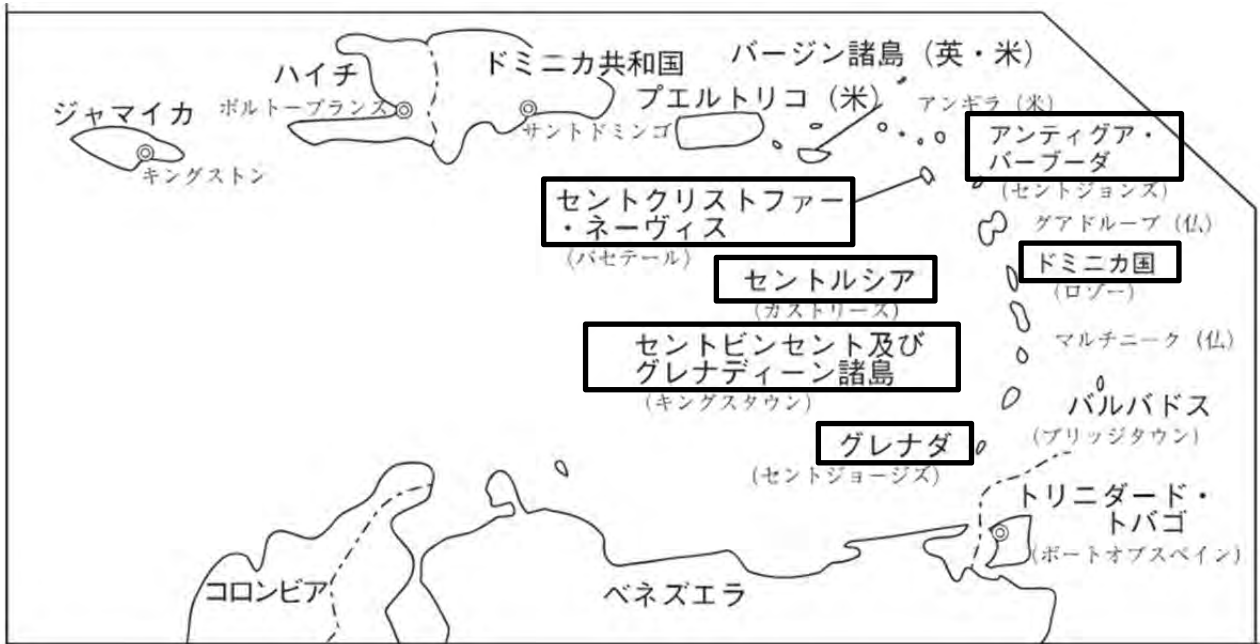 バージン諸島（英・米）
ドミニカ共和国
ハイチ
プエルトリコ（米）
アンギラ（米）
ジャマイカ
ポルトープランス
サントドミンゴ
アンティグア・
バーブーダ
キングストン
（セントジョンズ）
セントクリストファー
・ネーヴィス
（バセテール）
グアドループ（仏）
ドミニカ国
（ロゾー）
セントルシア
（カストリーズ）
マルチニーク（仏）
セントビンセント及び
グレナディーン諸島
（キングスタウン）
バルバドス
（ブリッジタウン）
グレナダ
（セントジョージズ）
トリニダード・
トバゴ
（ポートオブスペイン）
コロンビア
ベネズエラ